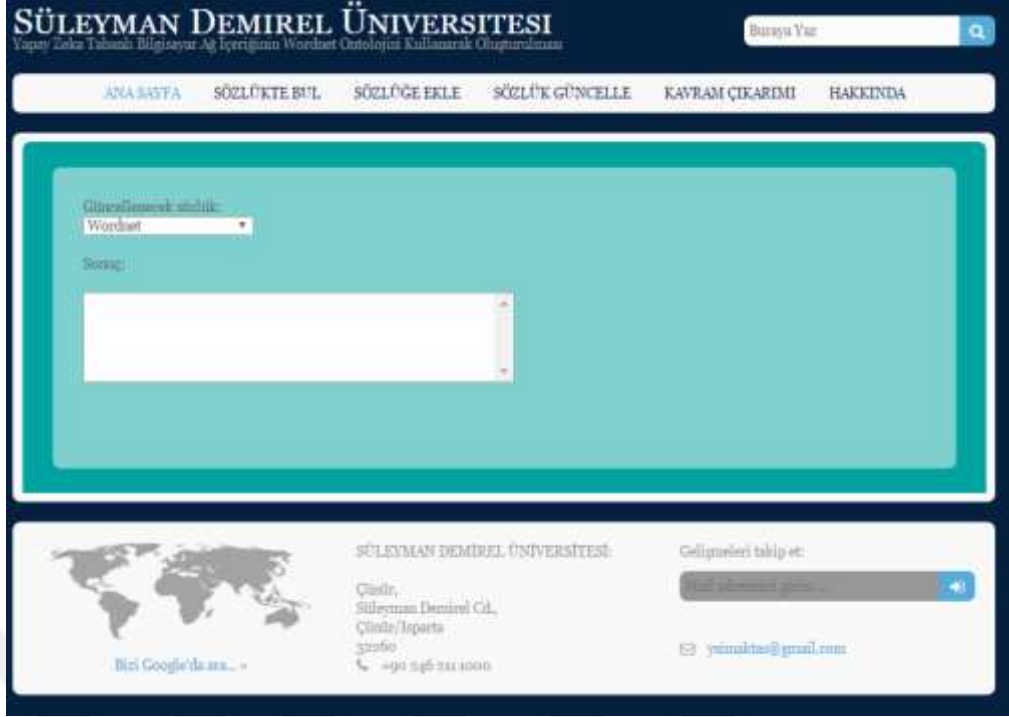 SÜLEYMAN DEMIREL ÜNIVERSITESI
Yapay Zeka Tabanlı Bilgisayar Ağ İçeriğinin Wordnet Ontolojisi Kullanarak Oluşturulması
Buraya Yaz
ANA SAYFA SÖZLÜKTE BUL SÖZLÜĞE EKLE SÖZLÜK GÜNCELLE KAVRAM ÇIKARIMI HAKKINDA
Güncellenecek sözlük:
Wordnet
Sonuç:
SÜLEYMAN DEMİREL ÜNİVERSİTESİ:
Çünür,
Süleyman Demirel Cd.,
Çünür/Isparta
32260
+90 246 211 1000
Bizi Google'da ara... »
Gelişmeleri takip et:
Mail adresinizi